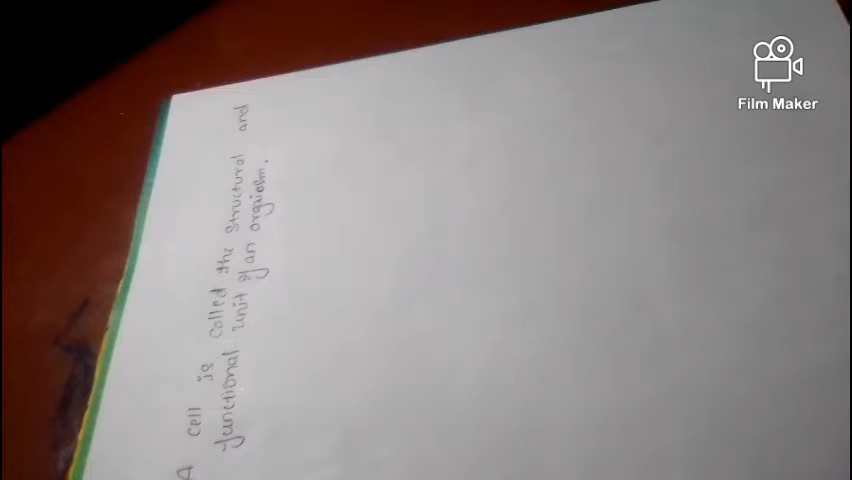 A cell is called the structural and
functional unit of an orgaism.
Film Maker